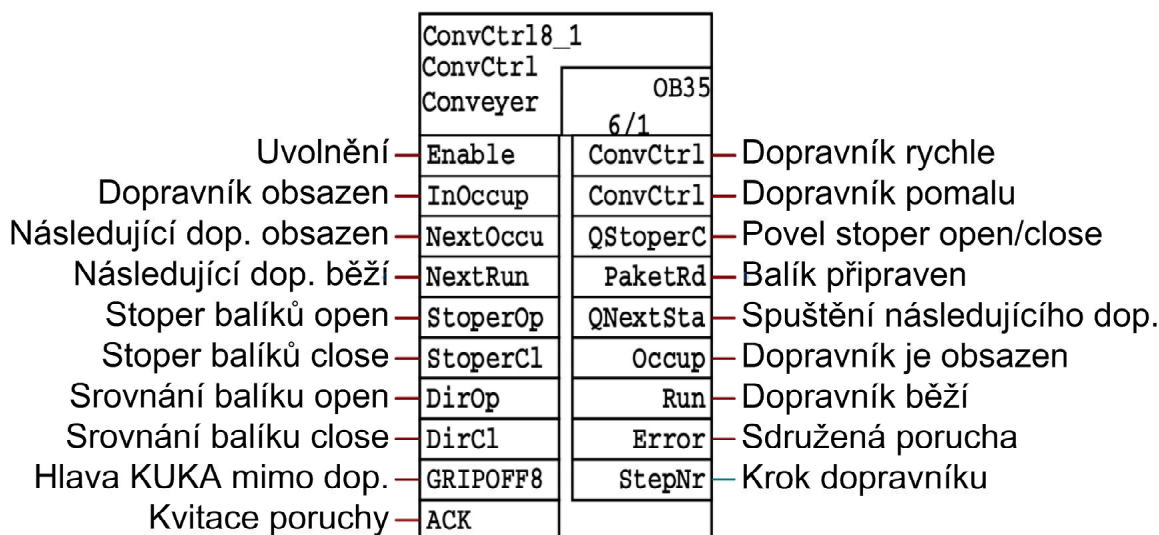 ConvCtrl8_1
ConvCtrl
Conveyer
OB35
6/1
Uvolnění Enable ConvCtrl Dopravník rychle
Dopravník obsazen InOccup ConvCtrl Dopravník pomalu
Následující dop. obsazen NextOccu QStoperC Povel stoper open/close
Následující dop. běží NextRun PaketRd Balík připraven
Stoper balíků open StoperOp QNextSta Spuštění následujícího dop.
Stoper balíků close StoperCl Occup Dopravník je obsazen
Srovnání balíku open DirOp Run Dopravník běží
Srovnání balíku close DirCl Error Sdružená porucha
Hlava KUKA mimo dop. GRIPOFF8 StepNr Krok dopravníku
Kvitace poruchy ACK